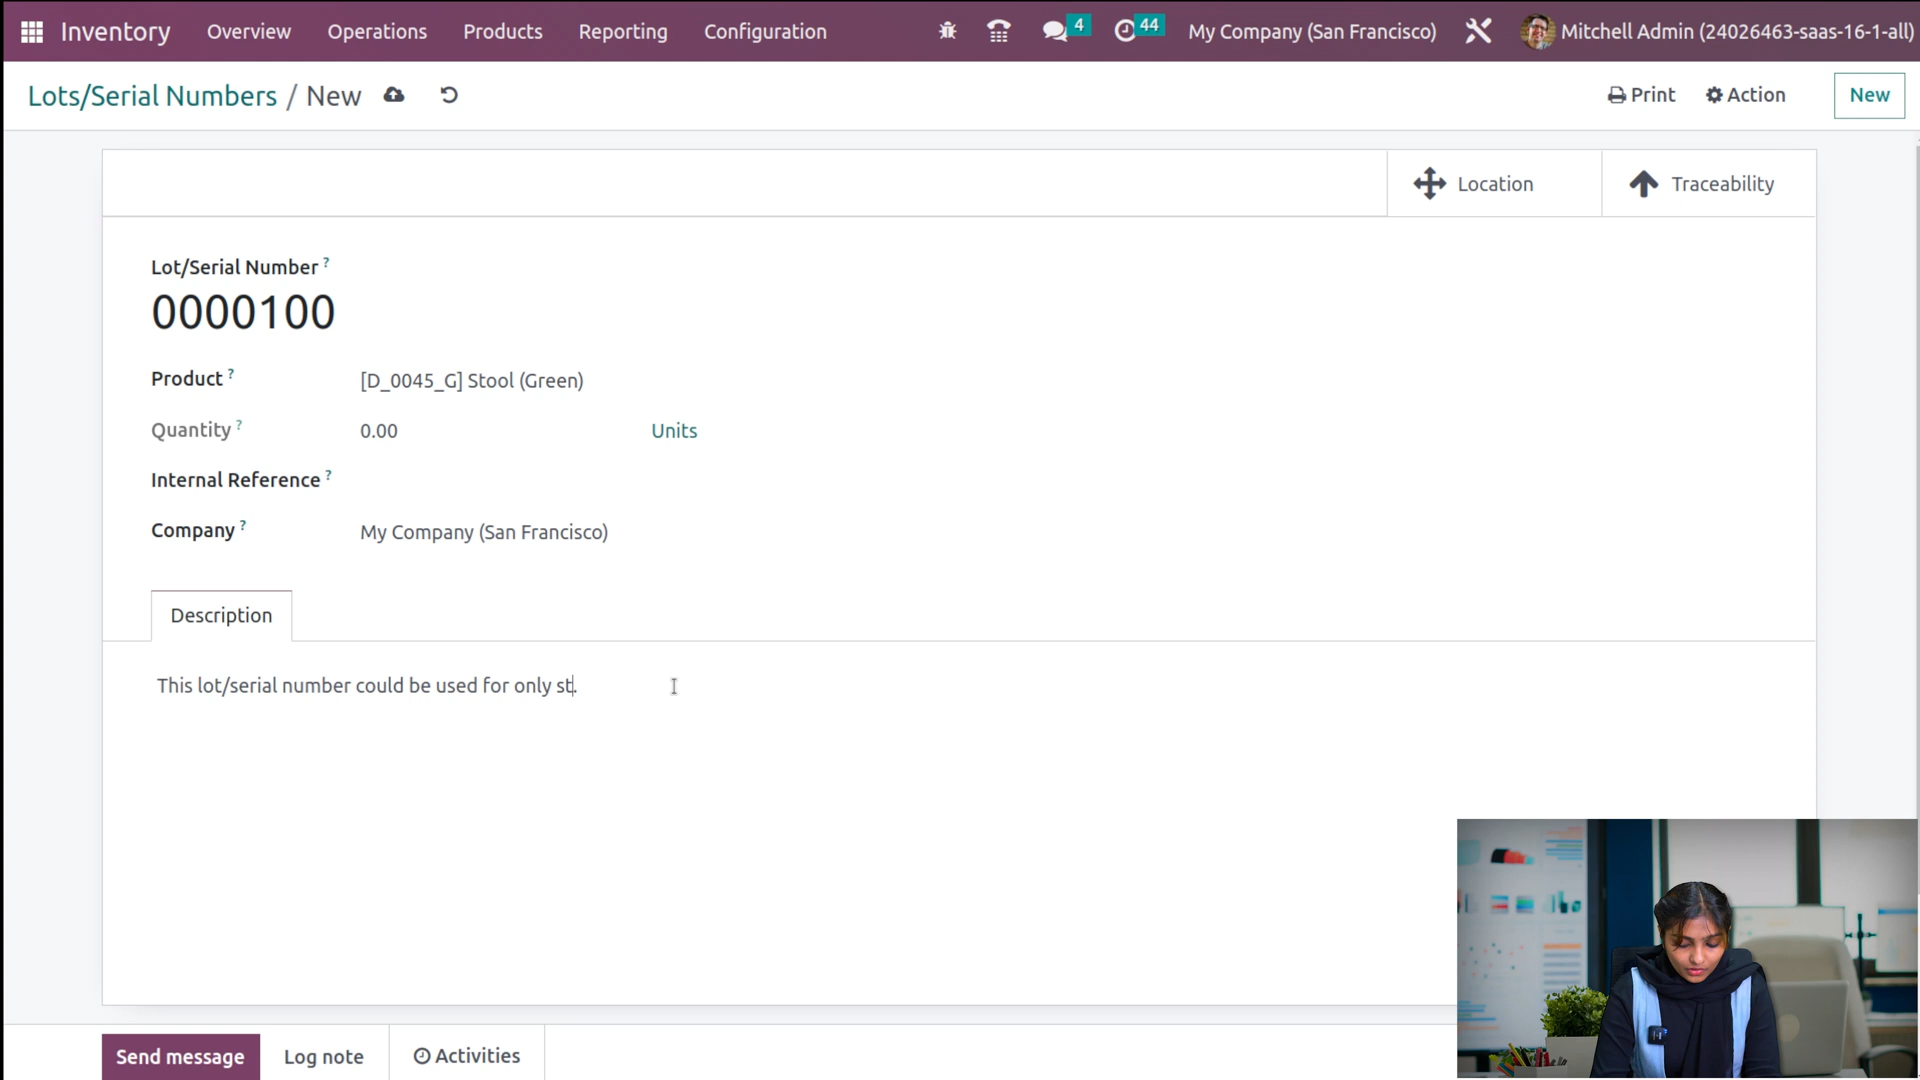 Inventory Overview Operations Products Reporting Configuration 4 44 My Company (San Francisco) Mitchell Admin (24026463-saas-16-1-all)
Lots/Serial Numbers / New Print Action New
Location Traceability
Lot/Serial Number ?
0000100
Product ? [D_0045_G] Stool (Green)
Quantity ? 0.00 Units
Internal Reference ?
Company ? My Company (San Francisco)
Description
This lot/serial number could be used for only st.
Send message Log note Activities